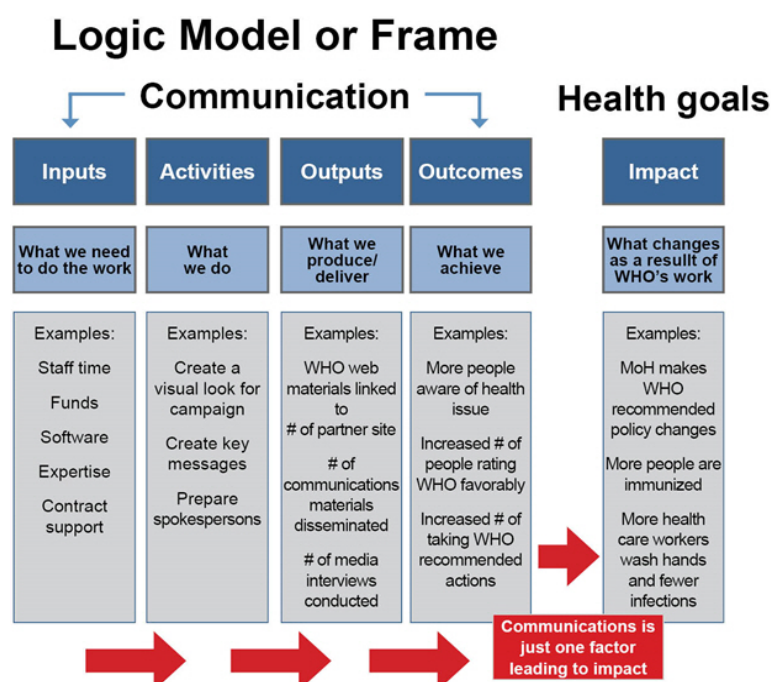 Logic Model or Frame
Communication
Health goals
Inputs
Activities
Outputs
Outcomes
Impact
What we need
to do the work
What
we do
What we
produce/
deliver
What we
achieve
What changes
as a resullt of
WHO's work
Examples:
Staff time
Funds
Software
Expertise
Contract
support
Examples:
Create a
visual look for
campaign
Create key
messages
Prepare
spokespersons
Examples:
WHO web
materials linked
to
# of partner site
# of
communications
materials
disseminated
# of media
interviews
conducted
Examples:
More people
aware of health
issue
Increased # of
people rating
WHO favorably
Increased # of
taking WHO
recommended
actions
Examples:
MoH makes
WHO
recommended
policy changes
More people are
immunized
More health
care workers
wash hands
and fewer
infections
Communications is
just one factor
leading to impact